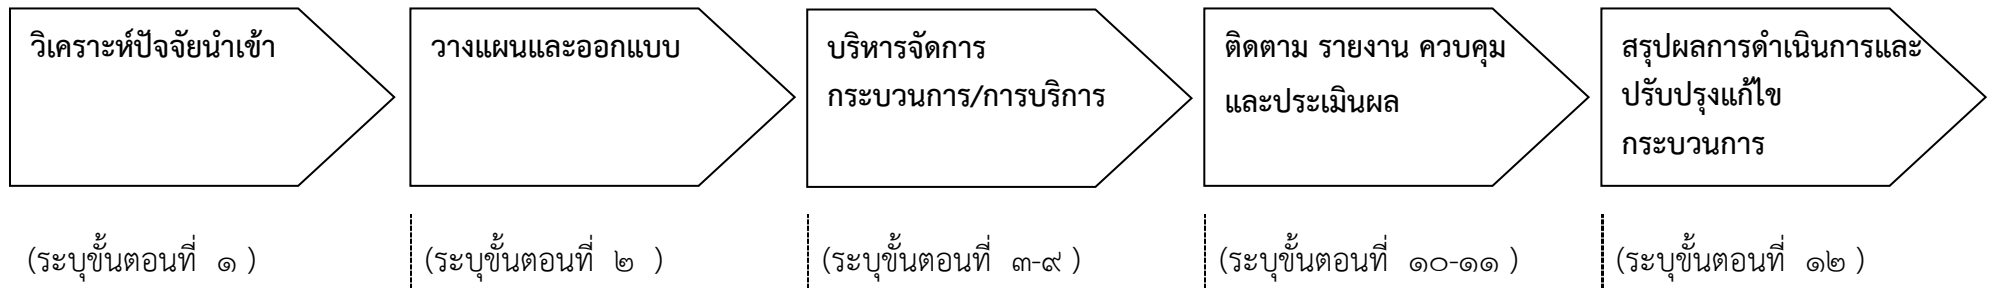 วิเคราะห์ปัจจัยนำเข้า
วางแผนและออกแบบ
บริหารจัดการ
กระบวนการ/การบริการ
ติดตาม รายงาน ควบคุม
และประเมินผล
สรุปผลการดำเนินการและ
ปรับปรุงแก้ไข
กระบวนการ
(ระบุขั้นตอนที่ ๑ )
(ระบุขั้นตอนที่ ๒ )
(ระบุขั้นตอนที่ ๓-๙ )
(ระบุขั้นตอนที่ ๑๐-๑๑ )
(ระบุขั้นตอนที่ ๑๒ )